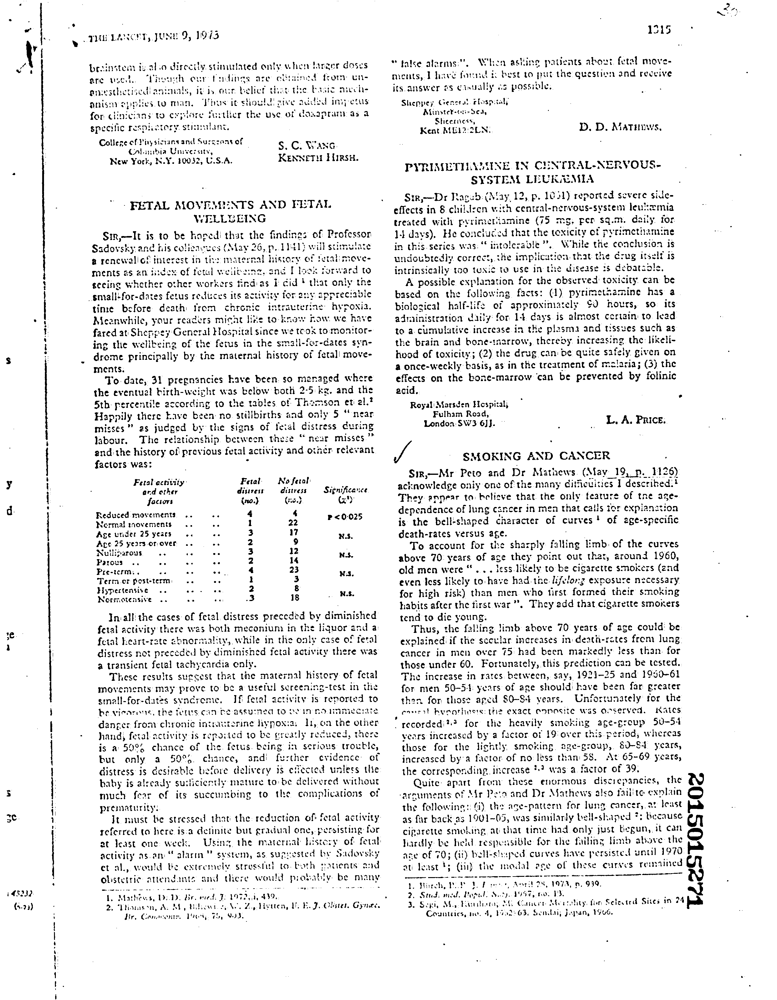 THE LANCET, JUNE 9, 1973
1315
brainstem is also directly stimulated only when larger doses
are used. Though our findings are obtained from un-
anæsthetised animals, it is our belief that the basic mech-
anism applies to man. Thus it should give added impetus
for clinicians to explore further the use of doxapram as a
specific respiratory stimulant.
College of Physicians and Surgeons of
Columbia University,
New York, N.Y. 10032, U.S.A.
S. C. WANG
KENNETH HIRSH.
FETAL MOVEMENTS AND FETAL
WELLBEING
SIR,—It is to be hoped that the findings of Professor
Sadovsky and his colleagues (May 26, p. 1141) will stimulate
a renewal of interest in the maternal history of fetal move-
ments as an index of fetal wellbeing, and I look forward to
seeing whether other workers find as I did ¹ that only the
small-for-dates fetus reduces its activity for any appreciable
time before death from chronic intrauterine hypoxia.
Meanwhile, your readers might like to know how we have
fared at Sheppey General Hospital since we took to monitor-
ing the wellbeing of the fetus in the small-for-dates syn-
drome principally by the maternal history of fetal move-
ments.
To date, 31 pregnancies have been so managed where
the eventual birth-weight was below both 2·5 kg. and the
5th percentile according to the tables of Thomson et al.²
Happily there have been no stillbirths and only 5 " near
misses " as judged by the signs of fetal distress during
labour. The relationship between these " near misses "
and the history of previous fetal activity and other relevant
factors was:
Fetal activity and other factors Fetal distress (no.) No fetal distress (no.) Significance (χ²)
Reduced movements .. .. 4 4 P<0·025
Normal movements .. .. 1 22
Age under 25 years .. .. 3 17 N.S.
Age 25 years or over .. .. 2 9
Nulliparous .. .. .. 3 12 N.S.
Parous .. .. .. .. 2 14
Pre-term .. .. .. .. 4 23 N.S.
Term or post-term .. .. 1 3
Hypertensive .. .. .. 2 8 N.S.
Normotensive .. .. .. 3 18
In all the cases of fetal distress preceded by diminished
fetal activity there was both meconium in the liquor and a
fetal heart-rate abnormality, while in the only case of fetal
distress not preceded by diminished fetal activity there was
a transient fetal tachycardia only.
These results suggest that the maternal history of fetal
movements may prove to be a useful screening-test in the
small-for-dates syndrome. If fetal activity is reported to
be vigorous, the fetus can be assumed to be in no immediate
danger from chronic intrauterine hypoxia. If, on the other
hand, fetal activity is reported to be greatly reduced, there
is a 50% chance of the fetus being in serious trouble,
but only a 50% chance, and further evidence of
distress is desirable before delivery is effected unless the
baby is already sufficiently mature to be delivered without
much fear of its succumbing to the complications of
prematurity.
It must be stressed that the reduction of fetal activity
referred to here is a definite but gradual one, persisting for
at least one week. Using the maternal history of fetal
activity as an " alarm " system, as suggested by Sadovsky
et al., would be extremely stressful to both patients and
obstetric attendants and there would probably be many
1. Mathews, D. D. Br. med. J. 1972, i, 439.
2. Thomson, A. M., Billewicz, W. Z., Hytten, F. E. J. Obstet. Gynæc.
Br. Commonw. 75, 903.
" false alarms ". When asking patients about fetal move-
ments, I have found it best to put the question and receive
its answer as casually as possible.
Sheppey General Hospital,
Minster-on-Sea,
Sheerness,
Kent ME12 2LN.
D. D. MATHEWS.
PYRIMETHAMINE IN CENTRAL-NERVOUS-
SYSTEM LEUKÆMIA
SIR,—Dr Ragab (May 12, p. 1061) reported severe side-
effects in 8 children with central-nervous-system leukæmia
treated with pyrimethamine (75 mg. per sq.m. daily for
14 days). He concluded that the toxicity of pyrimethamine
in this series was " intolerable ". While the conclusion is
undoubtedly correct, the implication that the drug itself is
intrinsically too toxic to use in the disease is debatable.
A possible explanation for the observed toxicity can be
based on the following facts: (1) pyrimethamine has a
biological half-life of approximately 90 hours, so its
administration daily for 14 days is almost certain to lead
to a cumulative increase in the plasma and tissues such as
the brain and bone-marrow, thereby increasing the likeli-
hood of toxicity; (2) the drug can be quite safely given on
a once-weekly basis, as in the treatment of malaria; (3) the
effects on the bone-marrow can be prevented by folinic
acid.
Royal Marsden Hospital,
Fulham Road,
London SW3 6JJ.
L. A. PRICE.
SMOKING AND CANCER
SIR,—Mr Peto and Dr Mathews (May 19, p. 1126)
acknowledge only one of the many difficulties I described.¹
They appear to believe that the only feature of the age-
dependence of lung cancer in men that calls for explanation
is the bell-shaped character of curves ¹ of age-specific
death-rates versus age.
To account for the sharply falling limb of the curves
above 70 years of age they point out that, around 1960,
old men were " . . . less likely to be cigarette smokers (and
even less likely to have had the lifelong exposure necessary
for high risk) than men who first formed their smoking
habits after the first war ". They add that cigarette smokers
tend to die young.
Thus, the falling limb above 70 years of age could be
explained if the secular increases in death-rates from lung
cancer in men over 75 had been markedly less than for
those under 60. Fortunately, this prediction can be tested.
The increase in rates between, say, 1921–25 and 1960–61
for men 50–54 years of age should have been far greater
than for those aged 80–84 years. Unfortunately for the
causal hypothesis the exact opposite was observed. Rates
recorded ²,³ for the heavily smoking age-group 50–54
years increased by a factor of 19 over this period, whereas
those for the lightly smoking age-group, 80–84 years,
increased by a factor of no less than 58. At 65–69 years,
the corresponding increase ²,³ was a factor of 39.
Quite apart from these enormous discrepancies, the
arguments of Mr Peto and Dr Mathews also fail to explain
the following: (i) the age-pattern for lung cancer, at least
as far back as 1901–05, was similarly bell-shaped ²; because
cigarette smoking at that time had only just begun, it can
hardly be held responsible for the falling limb above the
age of 70; (ii) bell-shaped curves have persisted until 1970
at least ¹; (iii) the modal age of these curves remained
1. Burch, P. R. J. Lancet, April 28, 1973, p. 939.
2. Stud. med. Popul. Subj. 1957, no. 13.
3. Segi, M., Kurihara, M. Cancer Mortality for Selected Sites in 24
Countries, no. 4, 1962–63. Sendai, Japan, 1966.
2015015271